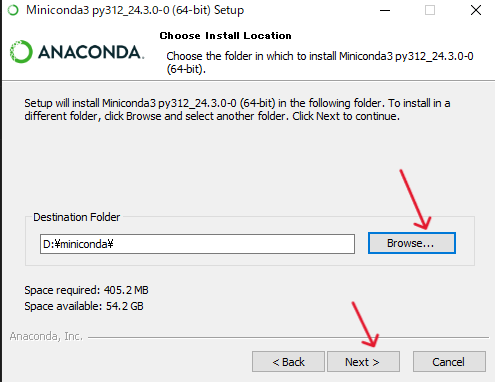 Miniconda3 py312_24.3.0-0 (64-bit) Setup
ANACONDA.
Choose Install Location
Choose the folder in which to install Miniconda3 py312_24.3.0-0
(64-bit).
Setup will install Miniconda3 py312_24.3.0-0 (64-bit) in the following folder. To install in a
different folder, click Browse and select another folder. Click Next to continue.
Destination Folder
D:¥miniconda¥
Browse...
Space required: 405.2 MB
Space available: 54.2 GB
Anaconda, Inc.
< Back
Next >
Cancel